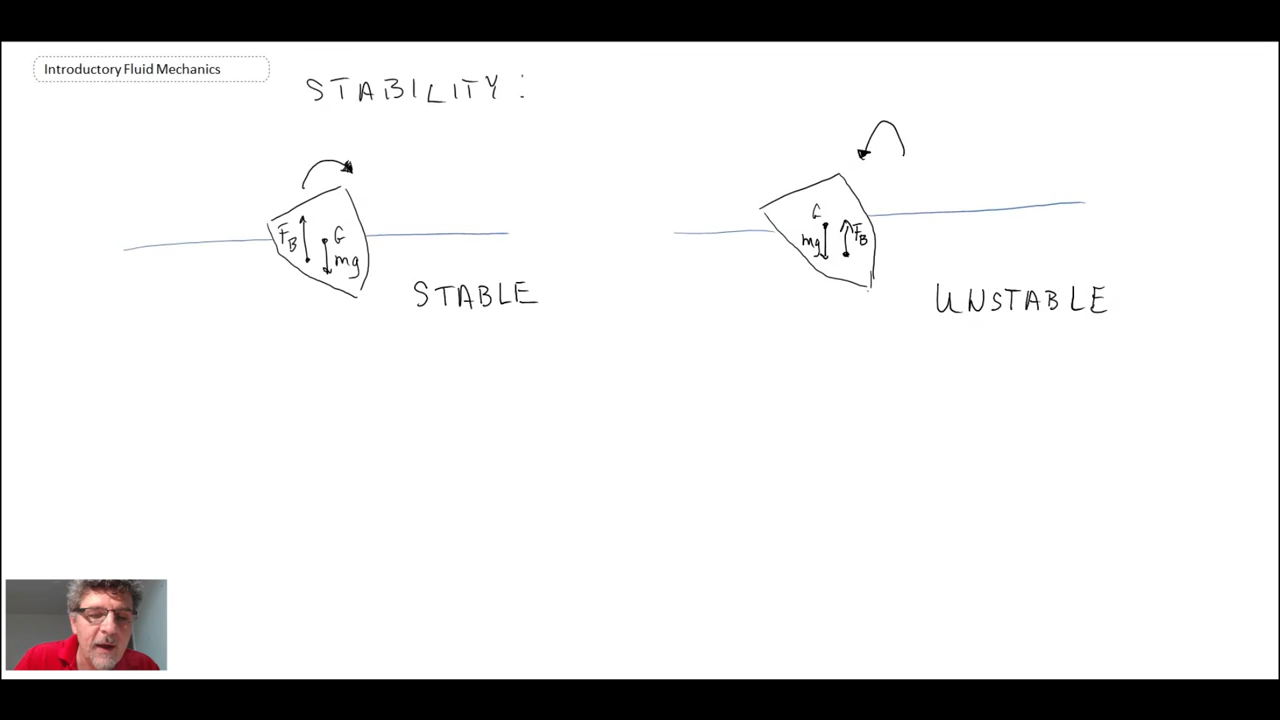 Introductory Fluid Mechanics
STABILITY:
F_B
G
mg
STABLE
G
mg
F_B
UNSTABLE